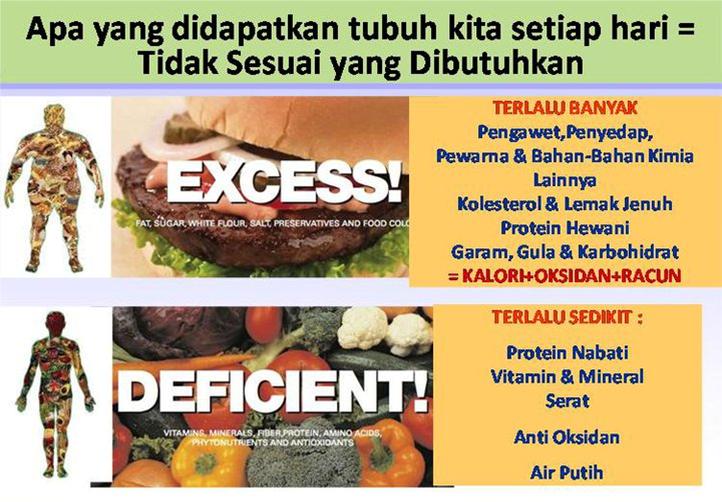 Apa yang didapatkan tubuh kita setiap hari =
Tidak Sesuai yang Dibutuhkan
EXCESS!
FAT, SUGAR, WHITE FLOUR, SALT, PRESERVATIVES AND FOOD COLO
TERLALU BANYAK
Pengawet,Penyedap,
Pewarna & Bahan-Bahan Kimia
Lainnya
Kolesterol & Lemak Jenuh
Protein Hewani
Garam, Gula & Karbohidrat
= KALORI+OKSIDAN+RACUN
DEFICIENT!
VITAMINS, MINERALS, FIBER,PROTEIN, AMINO ACIDS,
PHYTONUTRIENTS AND ANTIOXIDANTS
TERLALU SEDIKIT :
Protein Nabati
Vitamin & Mineral
Serat
Anti Oksidan
Air Putih